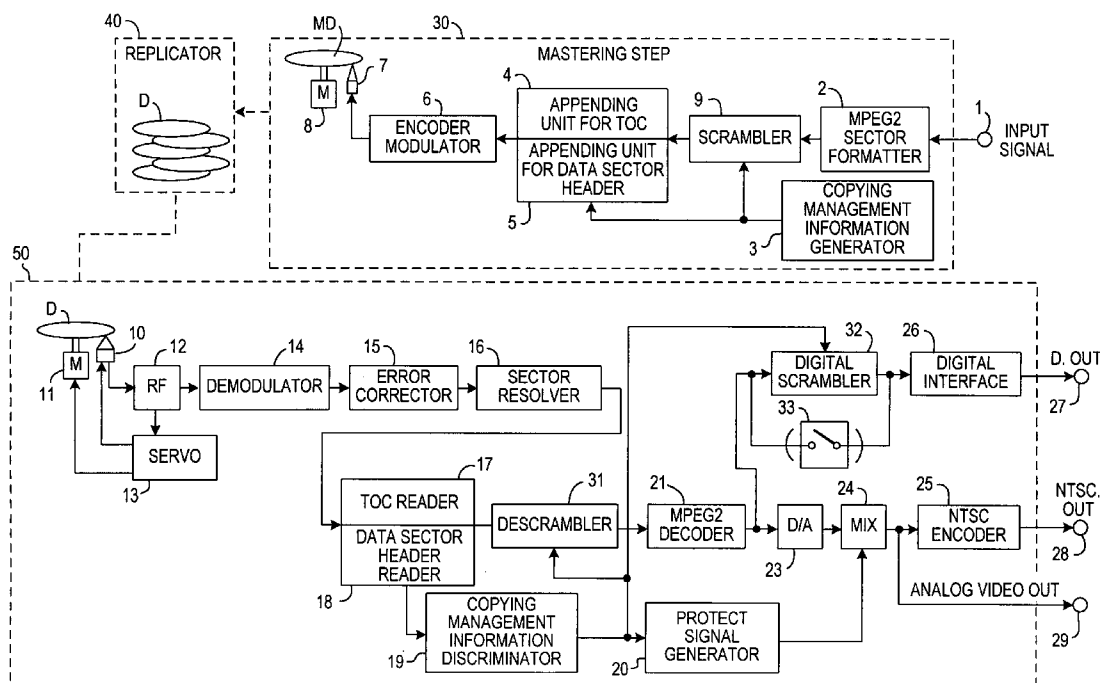 40
REPLICATOR
D
MD
30
MASTERING STEP
7
M
8
6
ENCODER
MODULATOR
4
APPENDING
UNIT FOR TOC
APPENDING UNIT
FOR DATA SECTOR
HEADER
5
9
SCRAMBLER
2
MPEG2
SECTOR
FORMATTER
1
INPUT
SIGNAL
COPYING
MANAGEMENT
INFORMATION
GENERATOR
3
50
D
10
M
11
12
RF
SERVO
13
14
DEMODULATOR
15
ERROR
CORRECTOR
16
SECTOR
RESOLVER
17
TOC READER
DATA SECTOR
HEADER
READER
18
COPYING
MANAGEMENT
INFORMATION
DISCRIMINATOR
19
31
DESCRAMBLER
21
MPEG2
DECODER
PROTECT
SIGNAL
GENERATOR
20
D/A
23
24
MIX
32
DIGITAL
SCRAMBLER
33
26
DIGITAL
INTERFACE
D. OUT
27
25
NTSC
ENCODER
NTSC.
OUT
28
ANALOG VIDEO OUT
29